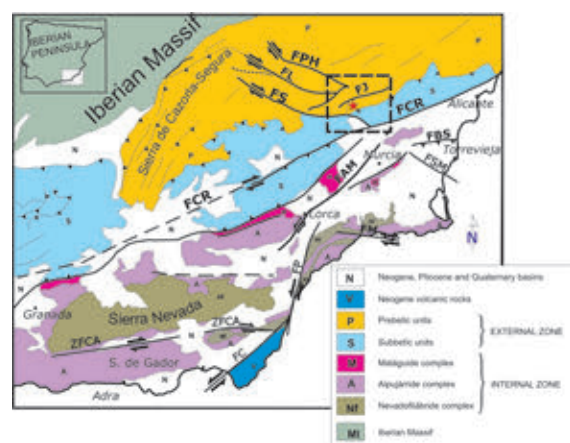 IBERIAN
PENINSULA
Iberian Massif
Sierra de Cazorla-Segura
P
FPH
FL
FS
FJ
P
S
FCR
Alicante
FBS
Torrevieja
FSM
Murcia
FAM
N
S
FCR
Lorca
FP
N
Granada
Sierra Nevada
ZFCA
ZFCA
S. de Gador
FC
Adra
N
N Neogene, Pliocene and Quaternary basins
V Neogene volcanic rocks
P Prebetic units
EXTERNAL ZONE
S Subbetic units
M Maláguide complex
A Alpujárride complex
INTERNAL ZONE
Nf Nevadofilábride complex
MI Iberian Massif